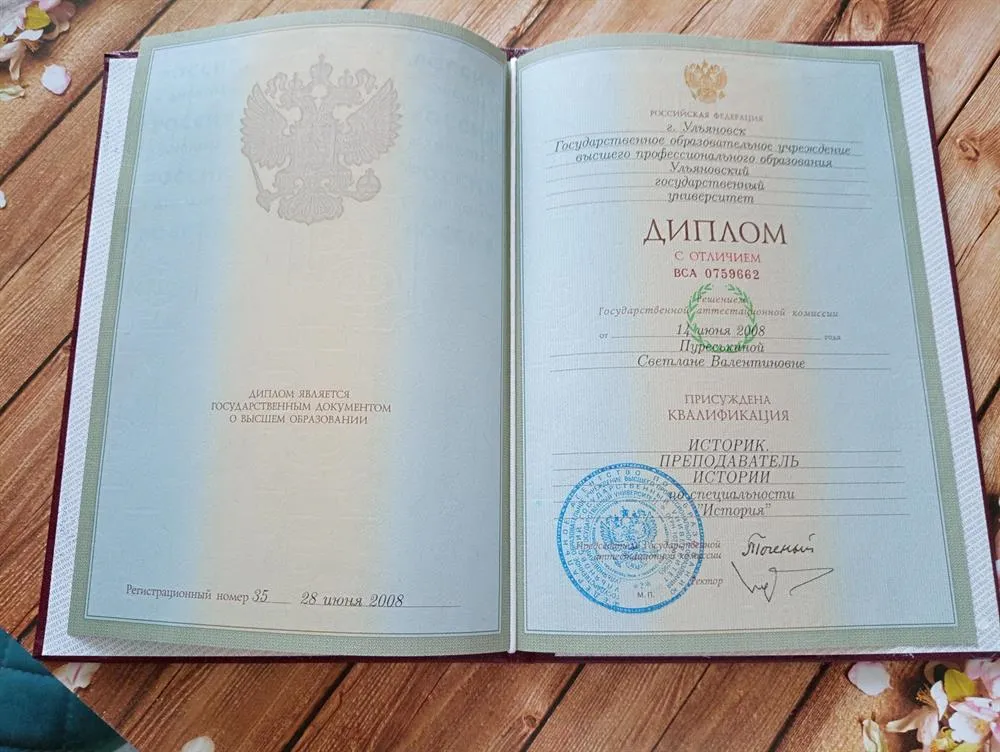 ДИПЛОМ ЯВЛЯЕТСЯ
ГОСУДАРСТВЕННЫМ ДОКУМЕНТОМ
О ВЫСШЕМ ОБРАЗОВАНИИ
Регистрационный номер 35 28 июня 2008
РОССИЙСКАЯ ФЕДЕРАЦИЯ
г. Ульяновск
Государственное образовательное учреждение
высшего профессионального образования
Ульяновский
государственный
университет
ДИПЛОМ
С ОТЛИЧИЕМ
ВСА 0759662
Решением
Государственной аттестационной комиссии
от 14 июня 2008 года
Пуреськиной
Светлане Валентиновне
ПРИСУЖДЕНА
КВАЛИФИКАЦИЯ
ИСТОРИК.
ПРЕПОДАВАТЕЛЬ
ИСТОРИИ
по специальности
"История"
Председатель Государственной
аттестационной комиссии
Ректор
М.П.